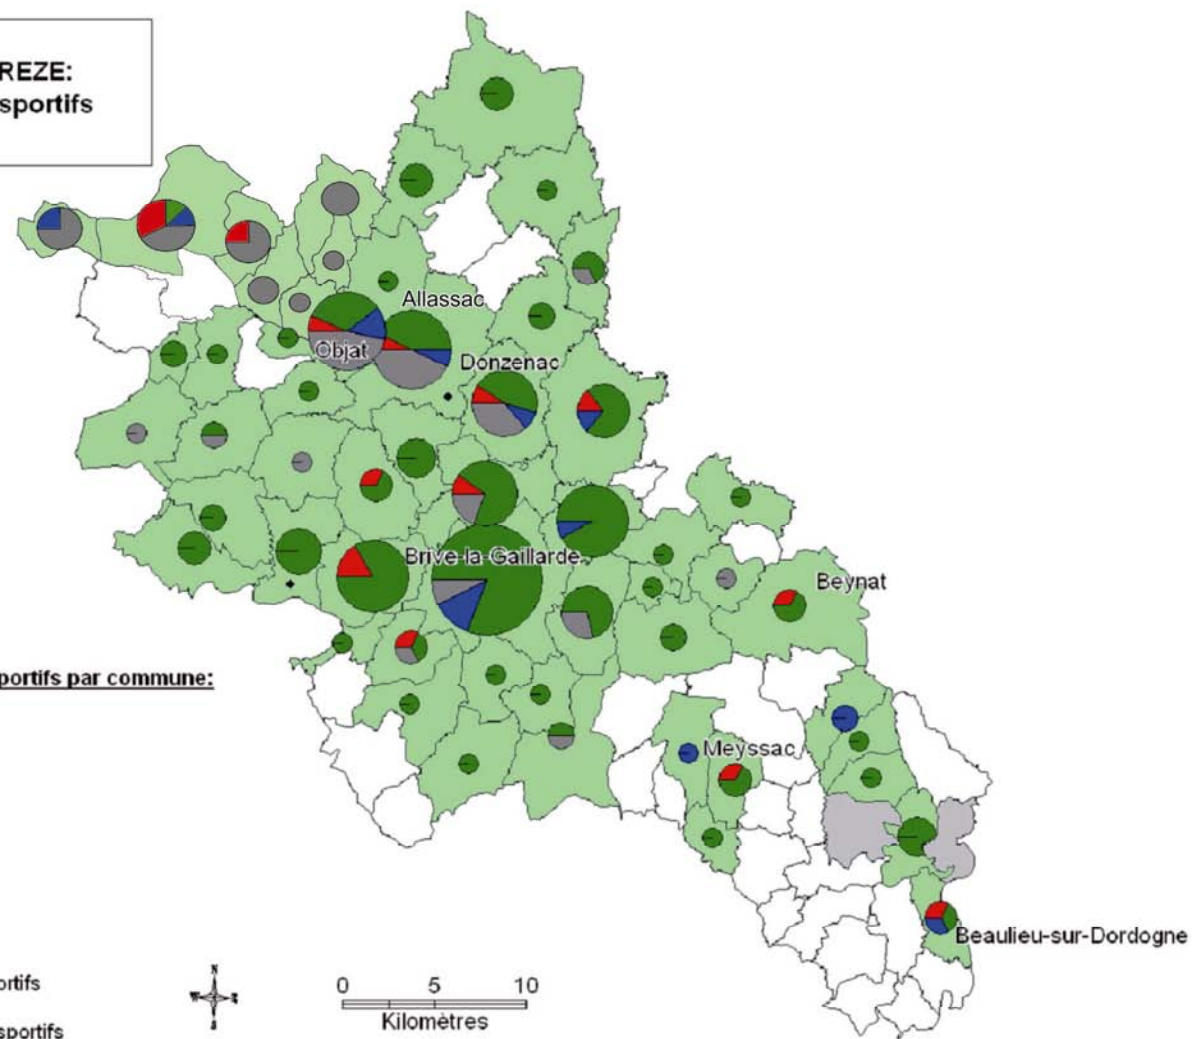 REZE:
sportifs
Allassac
Objat
Donzenac
Brive-la-Gaillarde
Beynat
portifs par commune:
Meyssac
Beaulieu-sur-Dordogne
ortifs
sportifs
N
W E
S
0 5 10
Kilomètres